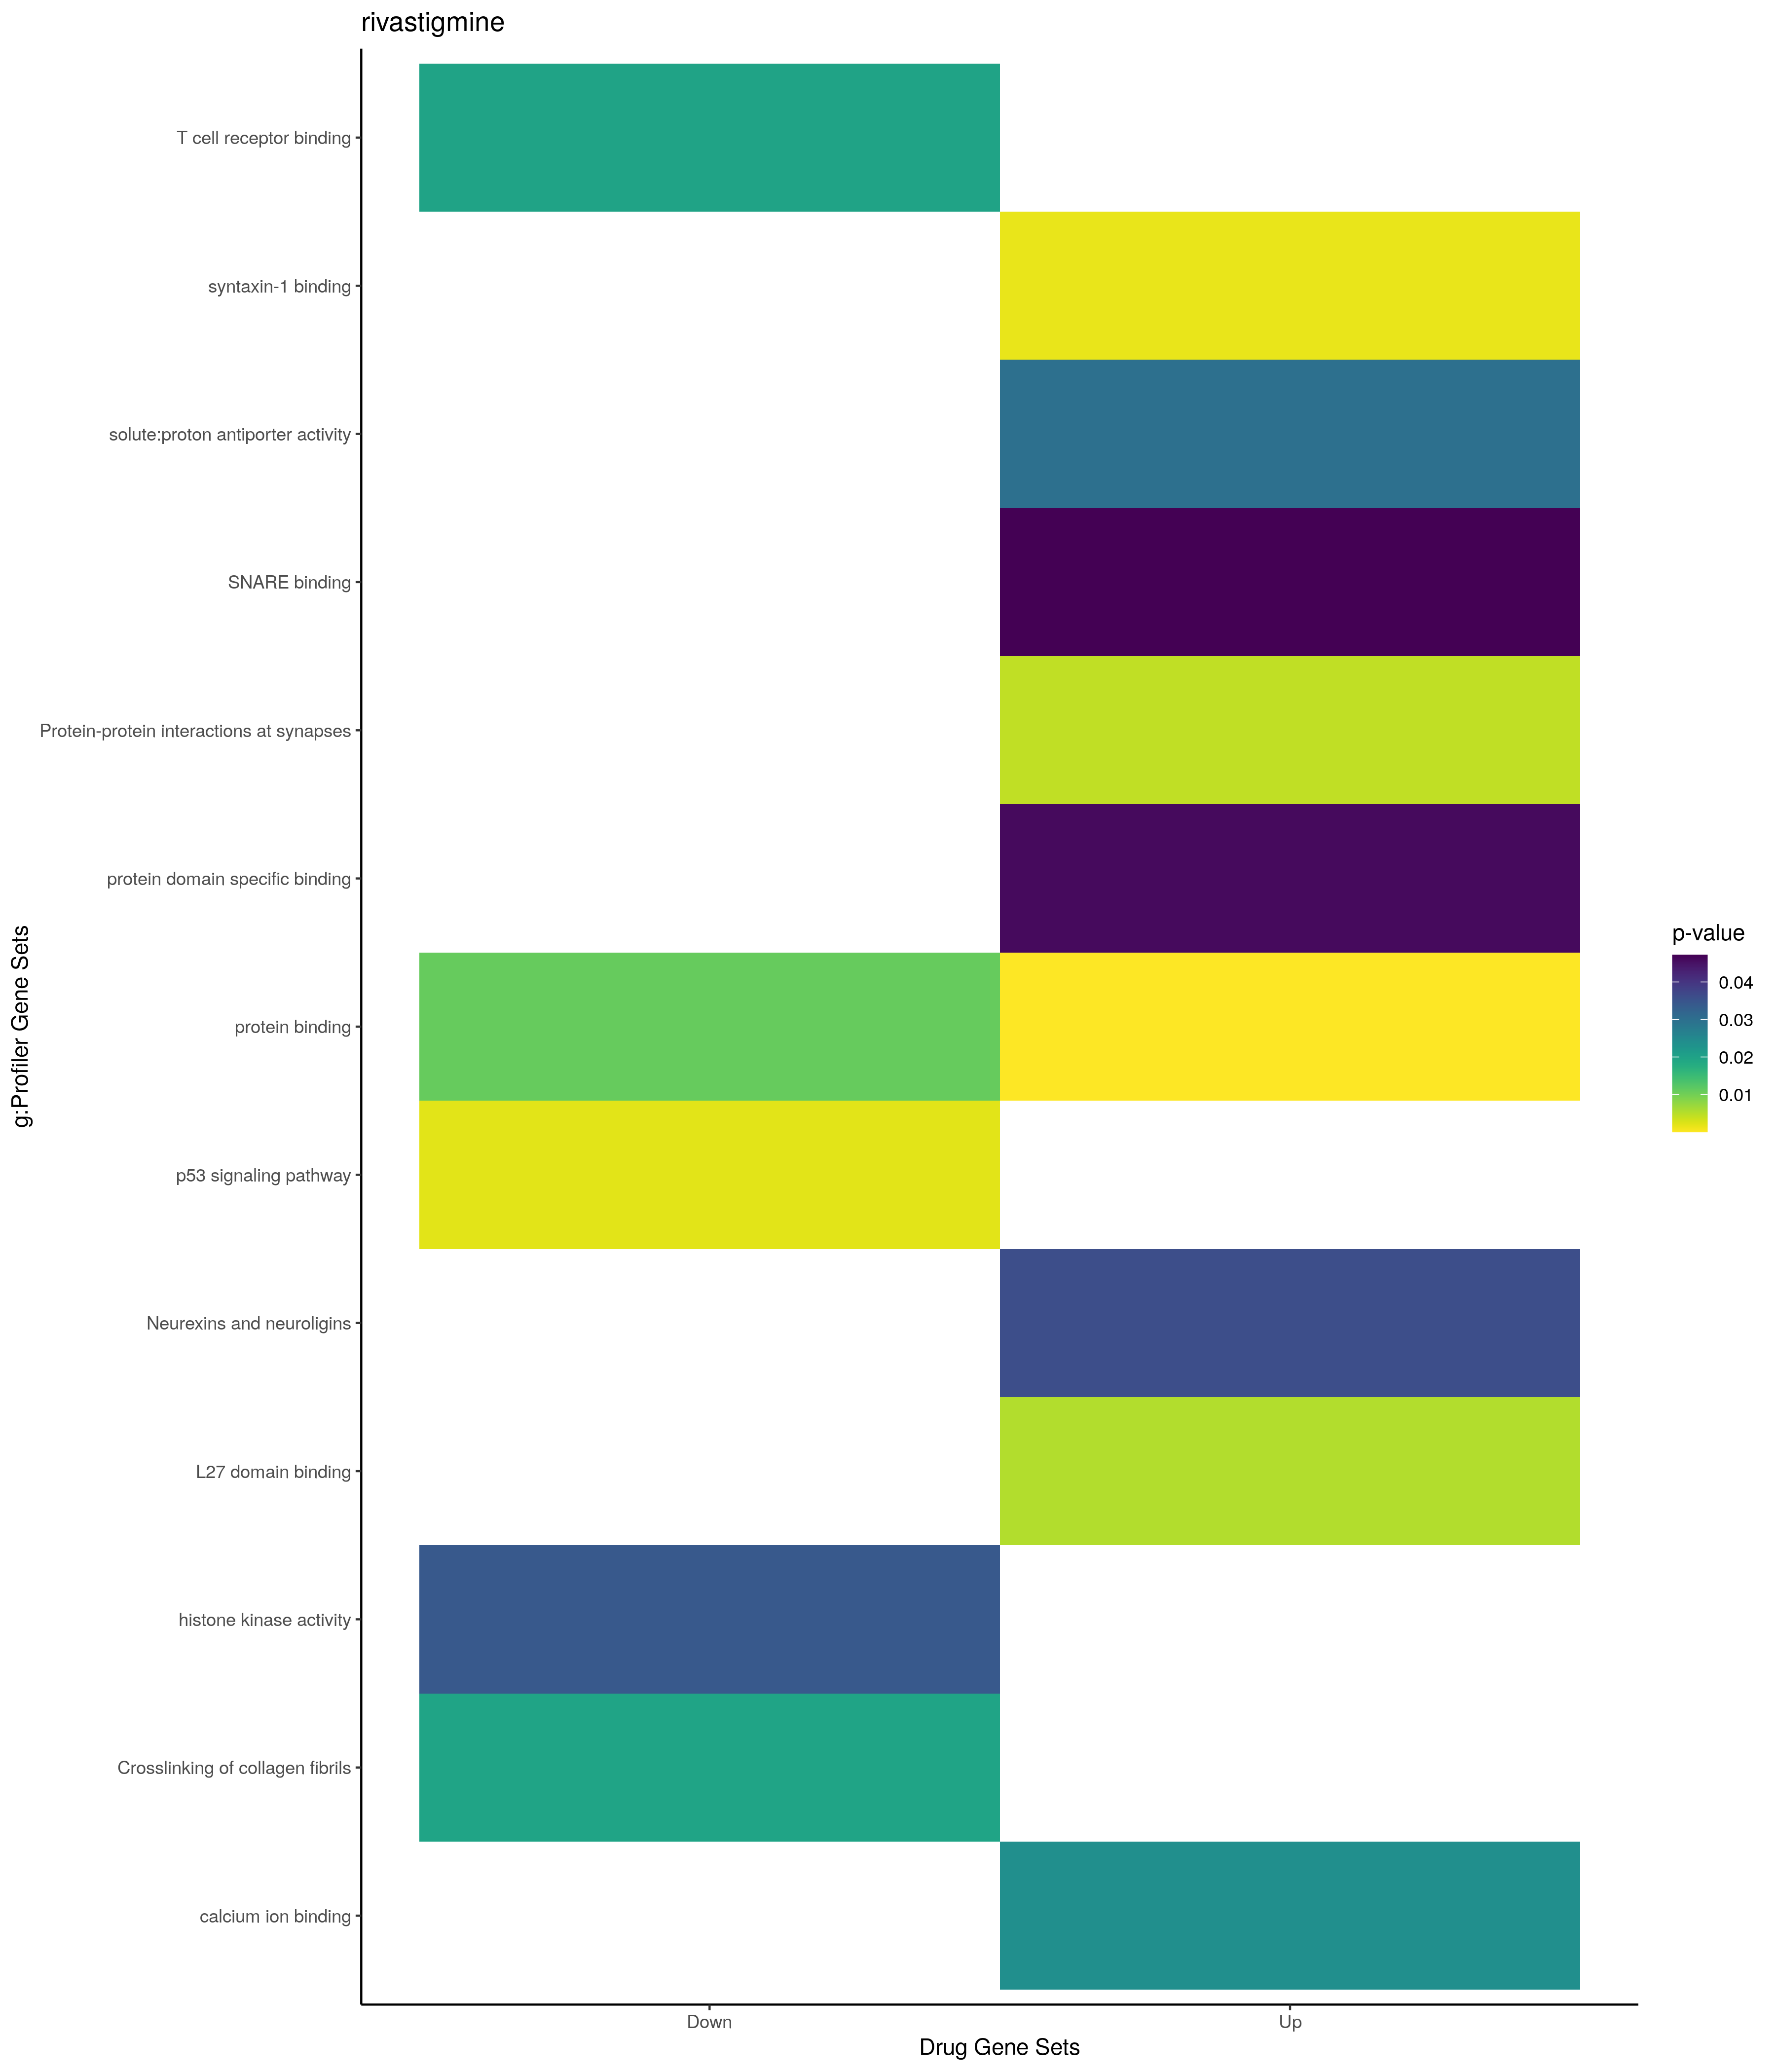 rivastigmine
T cell receptor binding
syntaxin-1 binding
solute:proton antiporter activity
SNARE binding
Protein-protein interactions at synapses
protein domain specific binding
protein binding
p53 signaling pathway
Neurexins and neuroligins
L27 domain binding
histone kinase activity
Crosslinking of collagen fibrils
calcium ion binding
g:Profiler Gene Sets
Down
Up
Drug Gene Sets
p-value
0.04
0.03
0.02
0.01